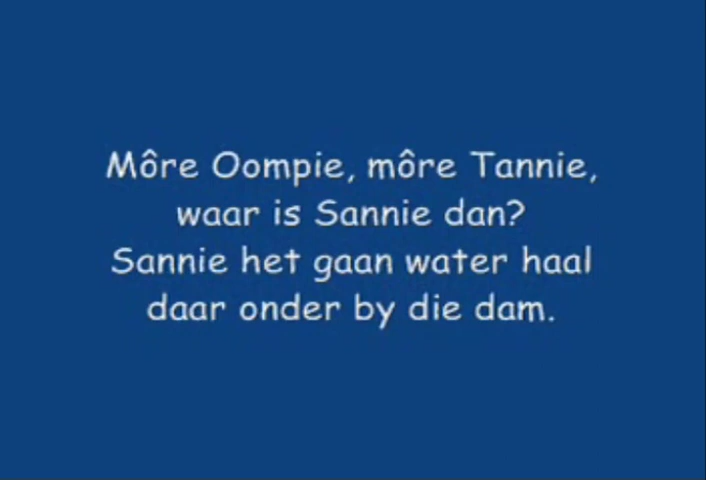 Môre Oompie, môre Tannie,
waar is Sannie dan?
Sannie het gaan water haal
daar onder by die dam.